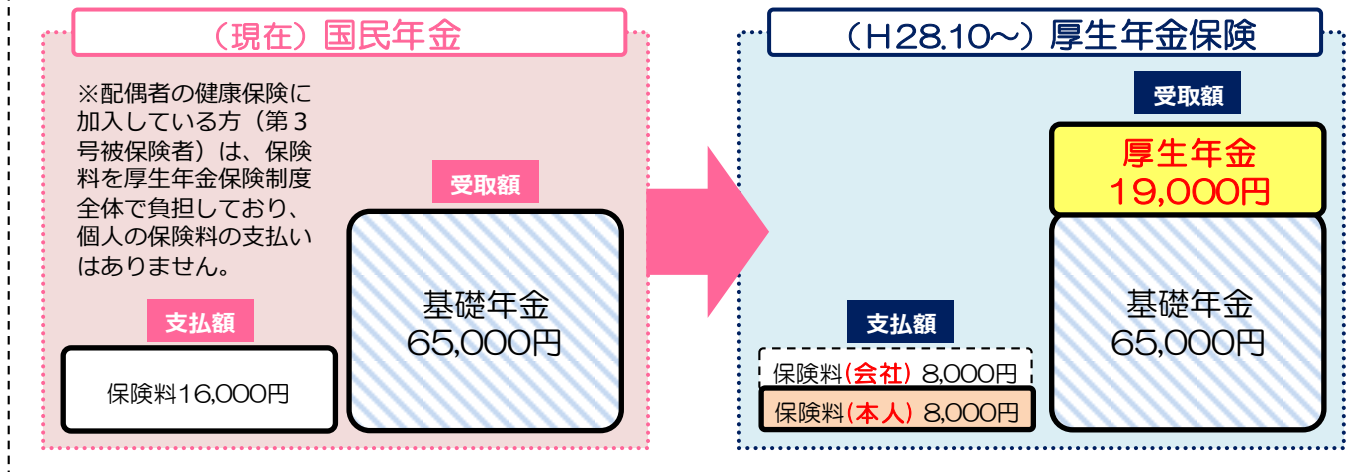 (現在)国民年金
※配偶者の健康保険に
加入している方(第3
号被保険者)は、保険
料を厚生年金保険制度
全体で負担しており、
個人の保険料の支払い
はありません。
受取額
基礎年金
65,000円
支払額
保険料16,000円
(H28.10~)厚生年金保険
受取額
厚生年金
19,000円
基礎年金
65,000円
支払額
保険料(会社) 8,000円
保険料(本人) 8,000円